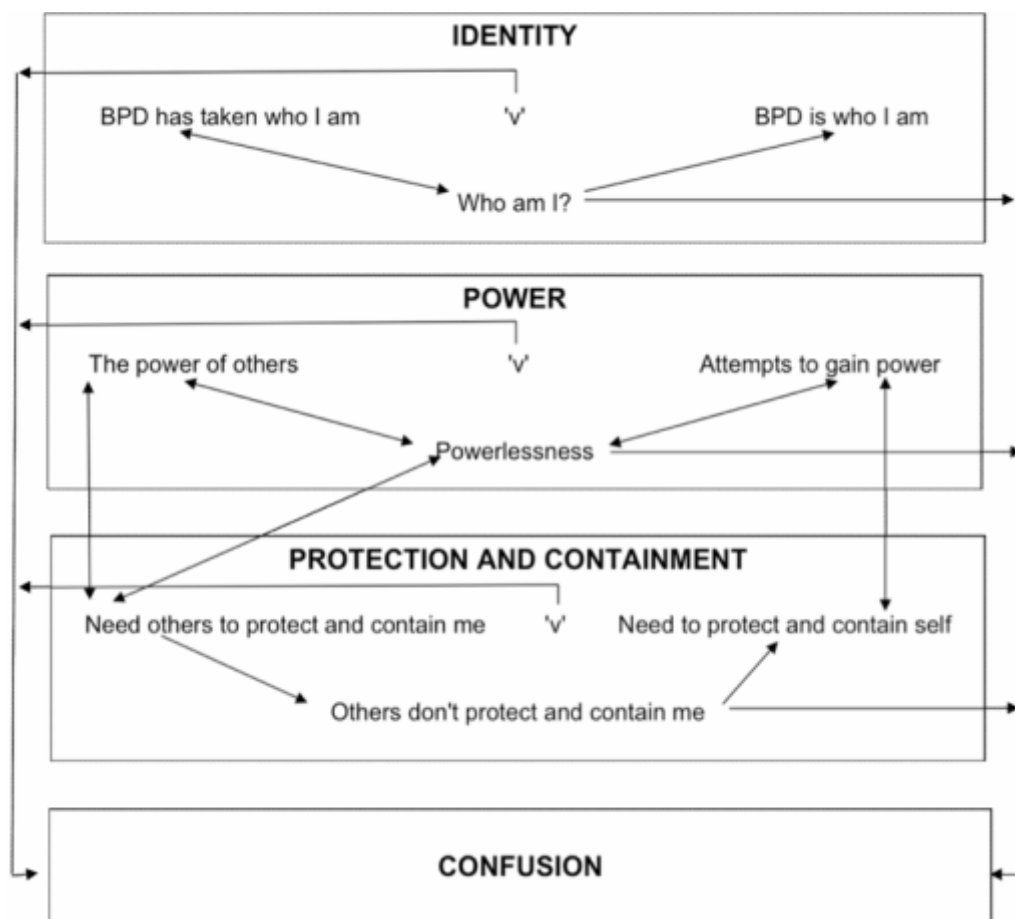 IDENTITY
BPD has taken who I am 'v' BPD is who I am
Who am I?
POWER
The power of others 'v' Attempts to gain power
Powerlessness
PROTECTION AND CONTAINMENT
Need others to protect and contain me 'v' Need to protect and contain self
Others don't protect and contain me
CONFUSION